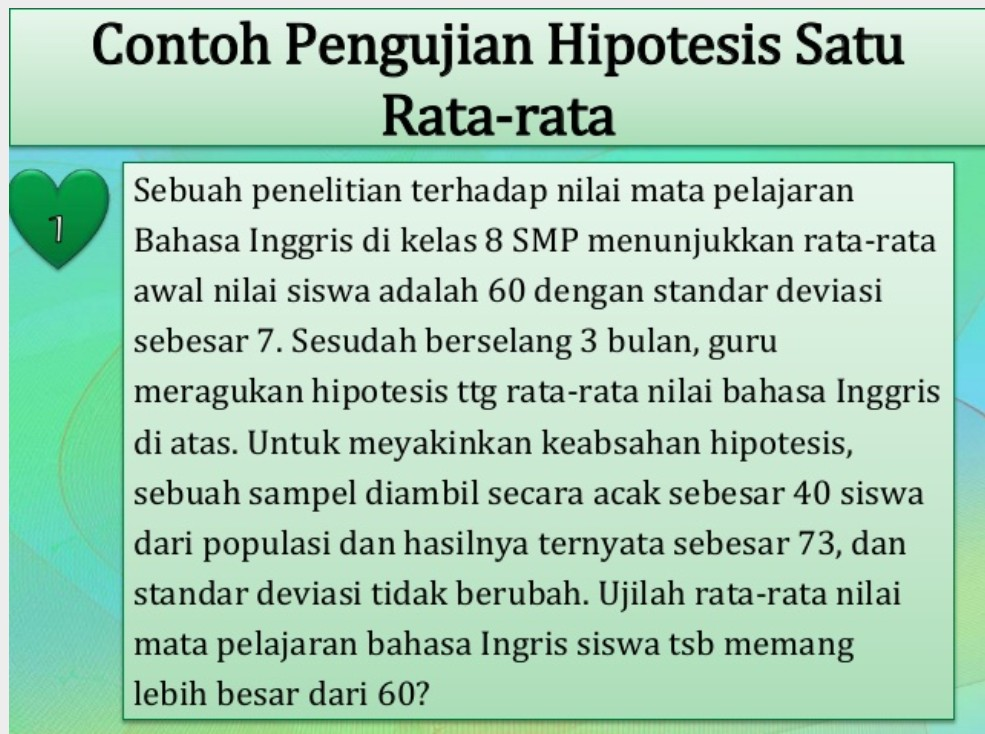 Contoh Pengujian Hipotesis Satu
Rata-rata
1
Sebuah penelitian terhadap nilai mata pelajaran
Bahasa Inggris di kelas 8 SMP menunjukkan rata-rata
awal nilai siswa adalah 60 dengan standar deviasi
sebesar 7. Sesudah berselang 3 bulan, guru
meragukan hipotesis ttg rata-rata nilai bahasa Inggris
di atas. Untuk meyakinkan keabsahan hipotesis,
sebuah sampel diambil secara acak sebesar 40 siswa
dari populasi dan hasilnya ternyata sebesar 73, dan
standar deviasi tidak berubah. Ujilah rata-rata nilai
mata pelajaran bahasa Ingris siswa tsb memang
lebih besar dari 60?